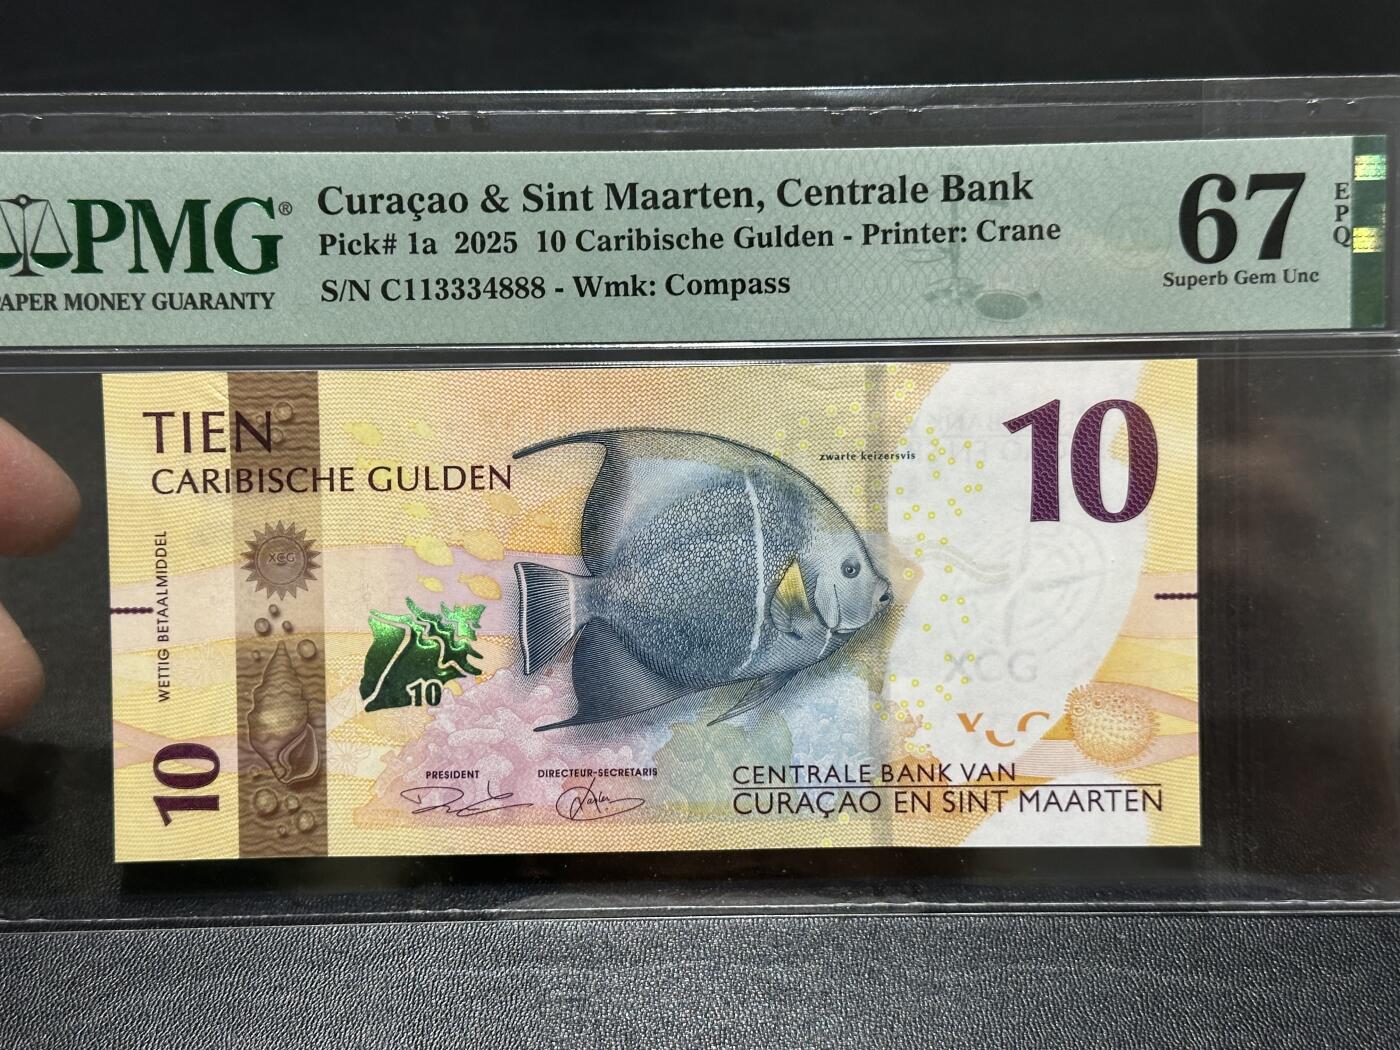 PMG®
PAPER MONEY GUARANTY
Curaçao & Sint Maarten, Centrale Bank
Pick# 1a 2025 10 Caribische Gulden - Printer: Crane
S/N C113334888 - Wmk: Compass
67
Superb Gem Unc
EPQ
TIEN
CARIBISCHE GULDEN
zwarte keizersvis
10
WETTIG BETAALMIDDEL
XCG
10
10
XCG
XCG
PRESIDENT
DIRECTEUR-SECRETARIS
CENTRALE BANK VAN
CURAÇAO EN SINT MAARTEN